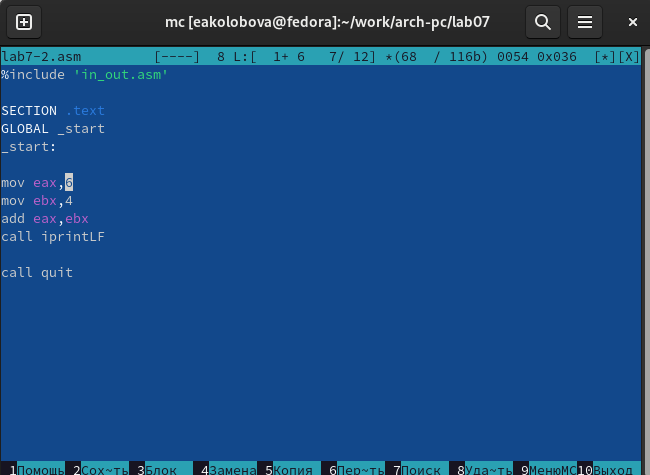 mc [eakolobova@fedora]:~/work/arch-pc/lab07
lab7-2.asm [----] 8 L:[ 1+ 6 7/ 12] *(68 / 116b) 0054 0x036 [*][X]
%include 'in_out.asm'
SECTION .text
GLOBAL _start
_start:
mov eax,6
mov ebx,4
add eax,ebx
call iprintLF
call quit
1Помощь 2Сох~ть 3Блок 4Замена 5Копия 6Пер~ть 7Поиск 8Уда~ть 9МенюMC 10Выход